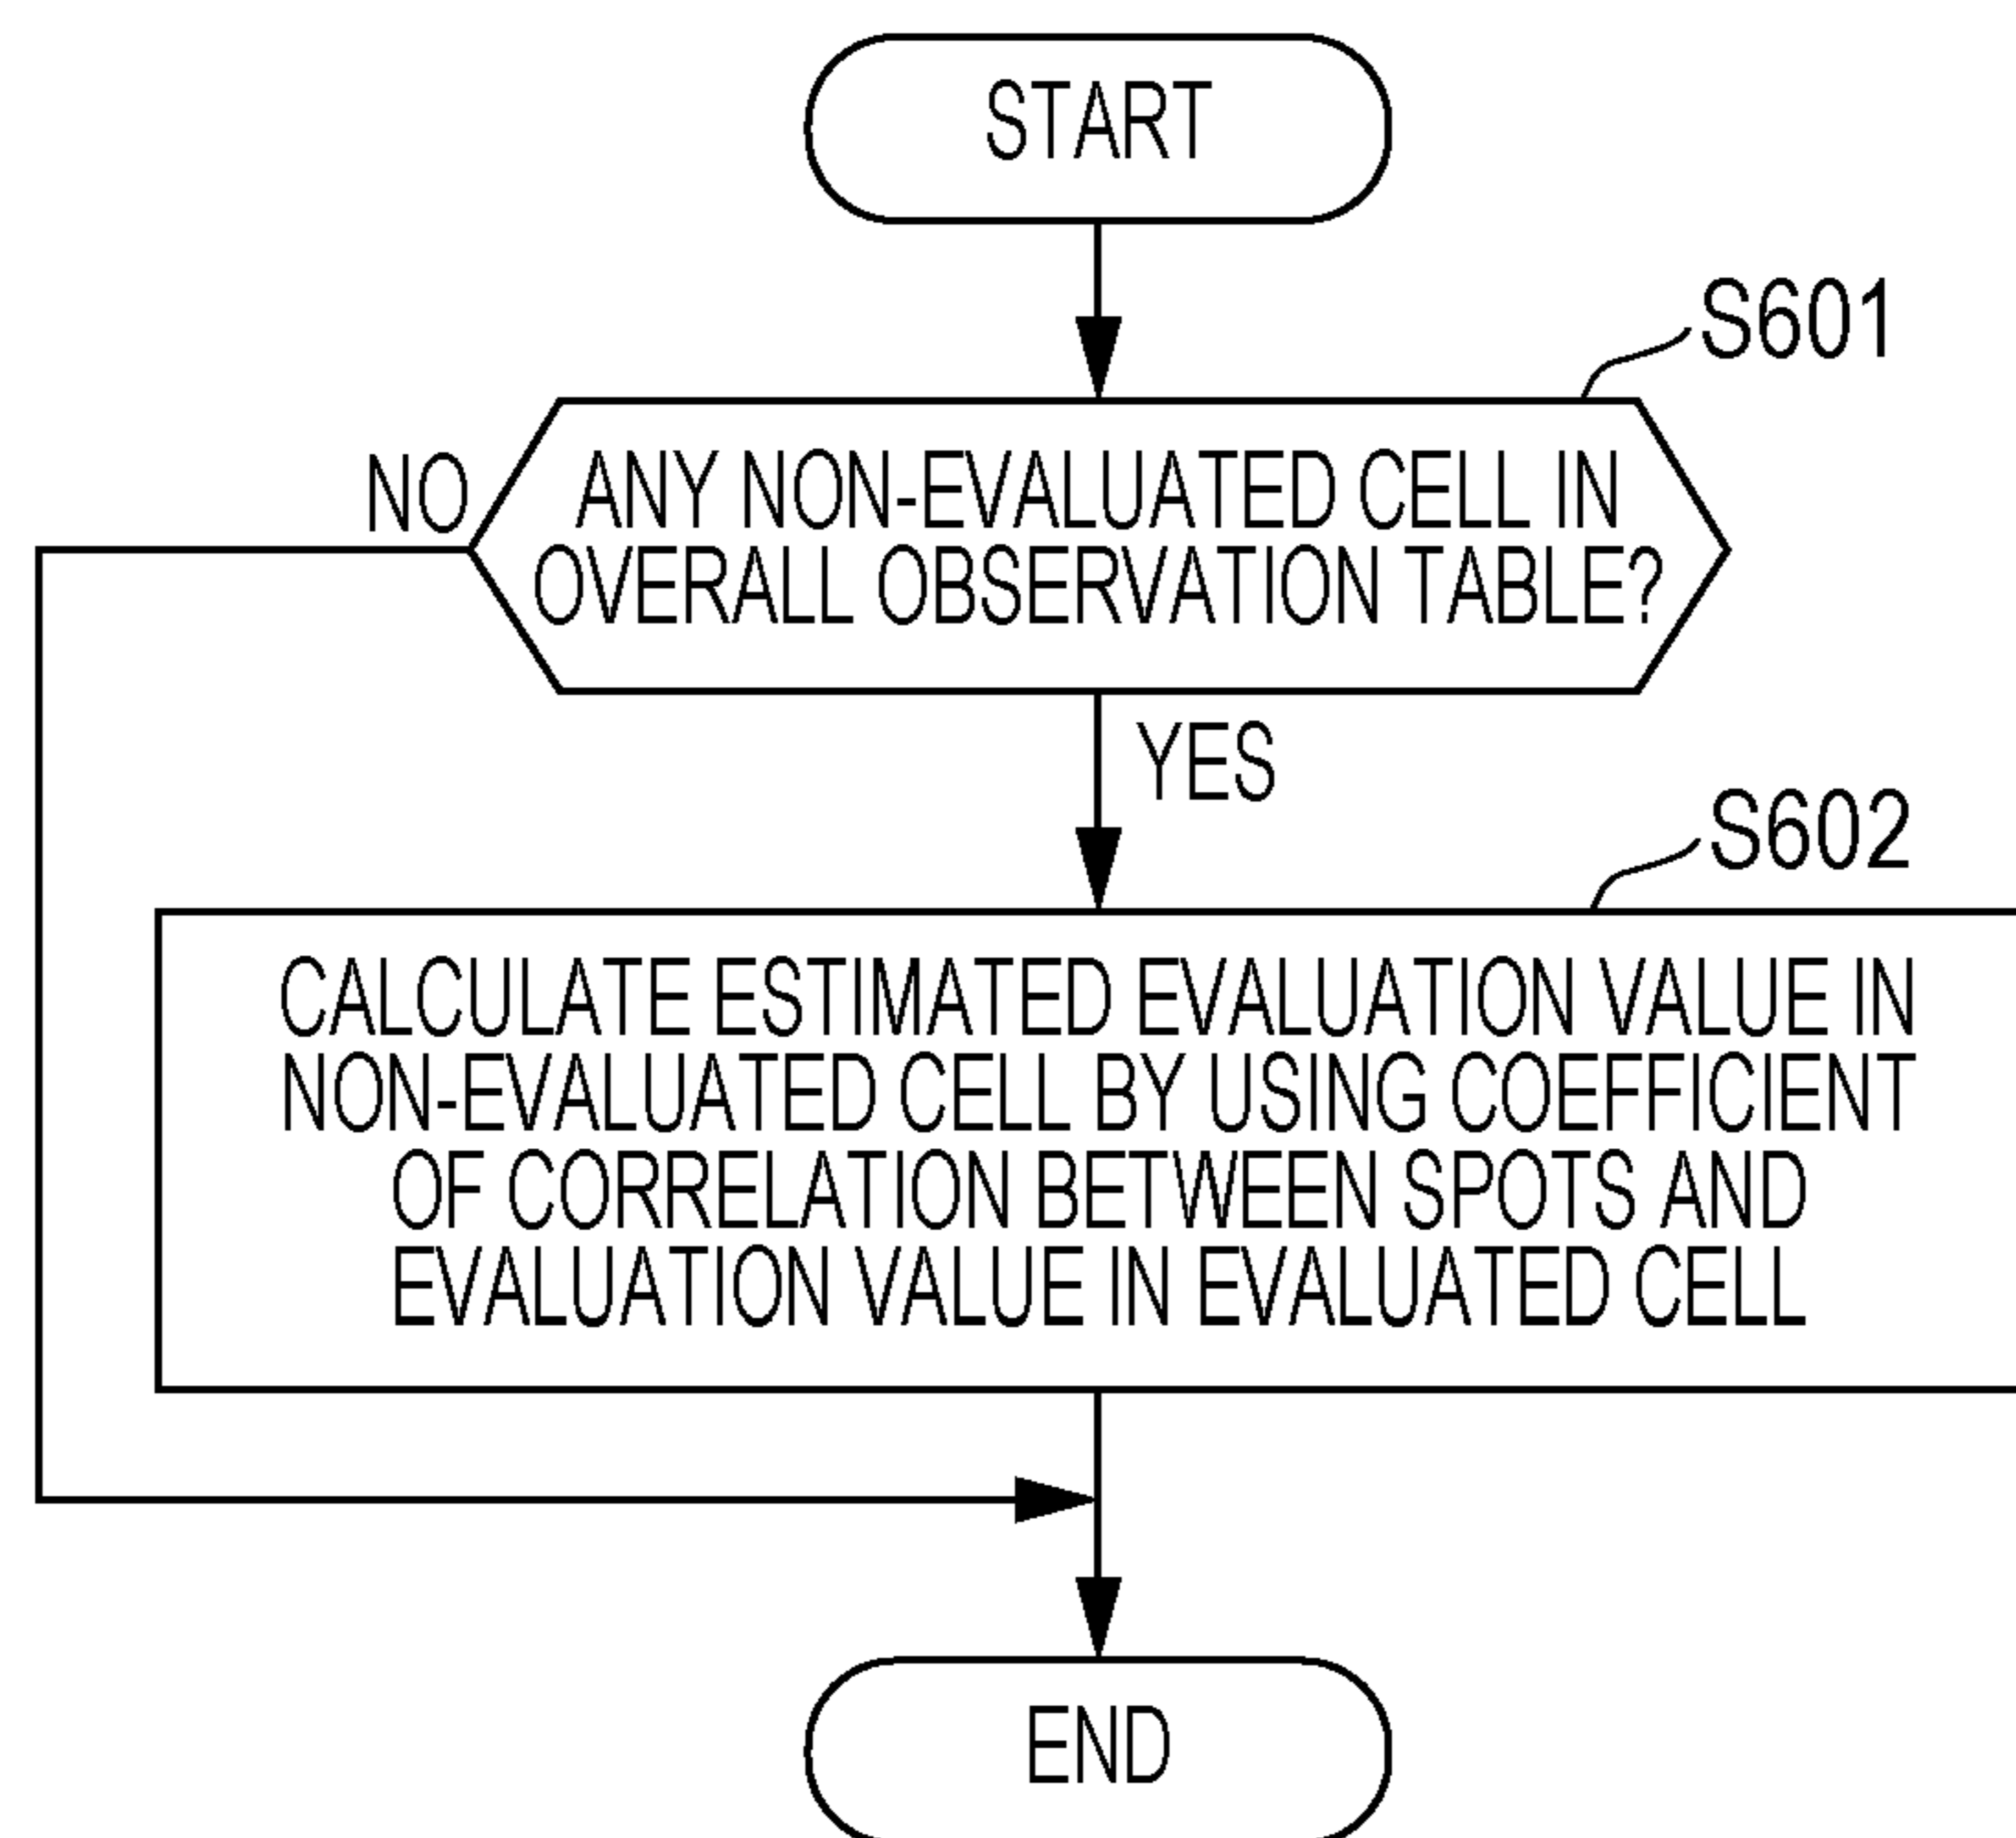 START
S601
NO
ANY NON-EVALUATED CELL IN
OVERALL OBSERVATION TABLE?
YES
S602
CALCULATE ESTIMATED EVALUATION VALUE IN
NON-EVALUATED CELL BY USING COEFFICIENT
OF CORRELATION BETWEEN SPOTS AND
EVALUATION VALUE IN EVALUATED CELL
END